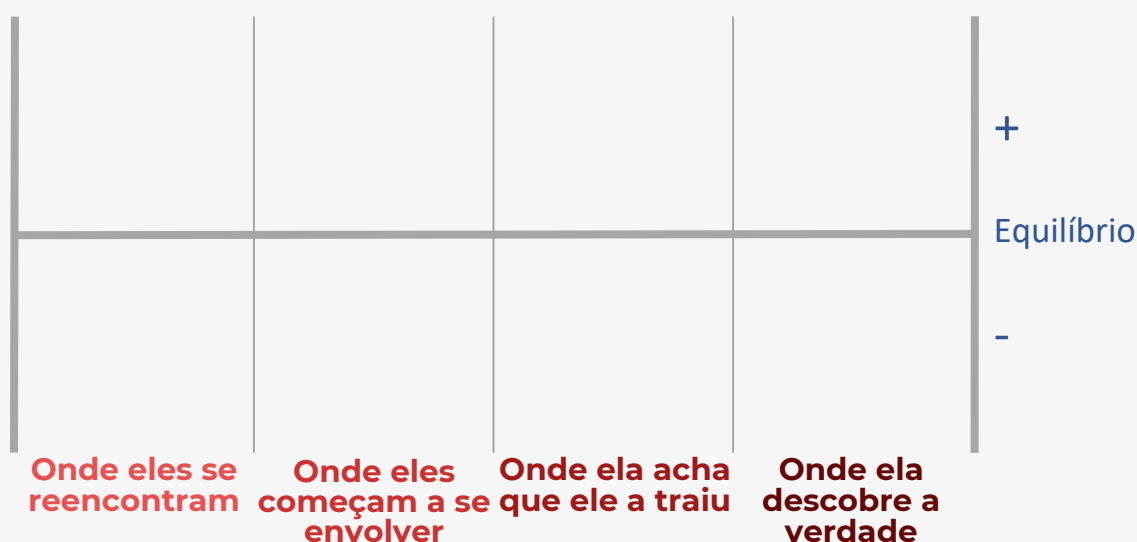 +
Equilíbrio
-
Onde eles se
reencontram
Onde eles
começam a se
envolver
Onde ela acha
que ele a traiu
Onde ela
descobre a
verdade